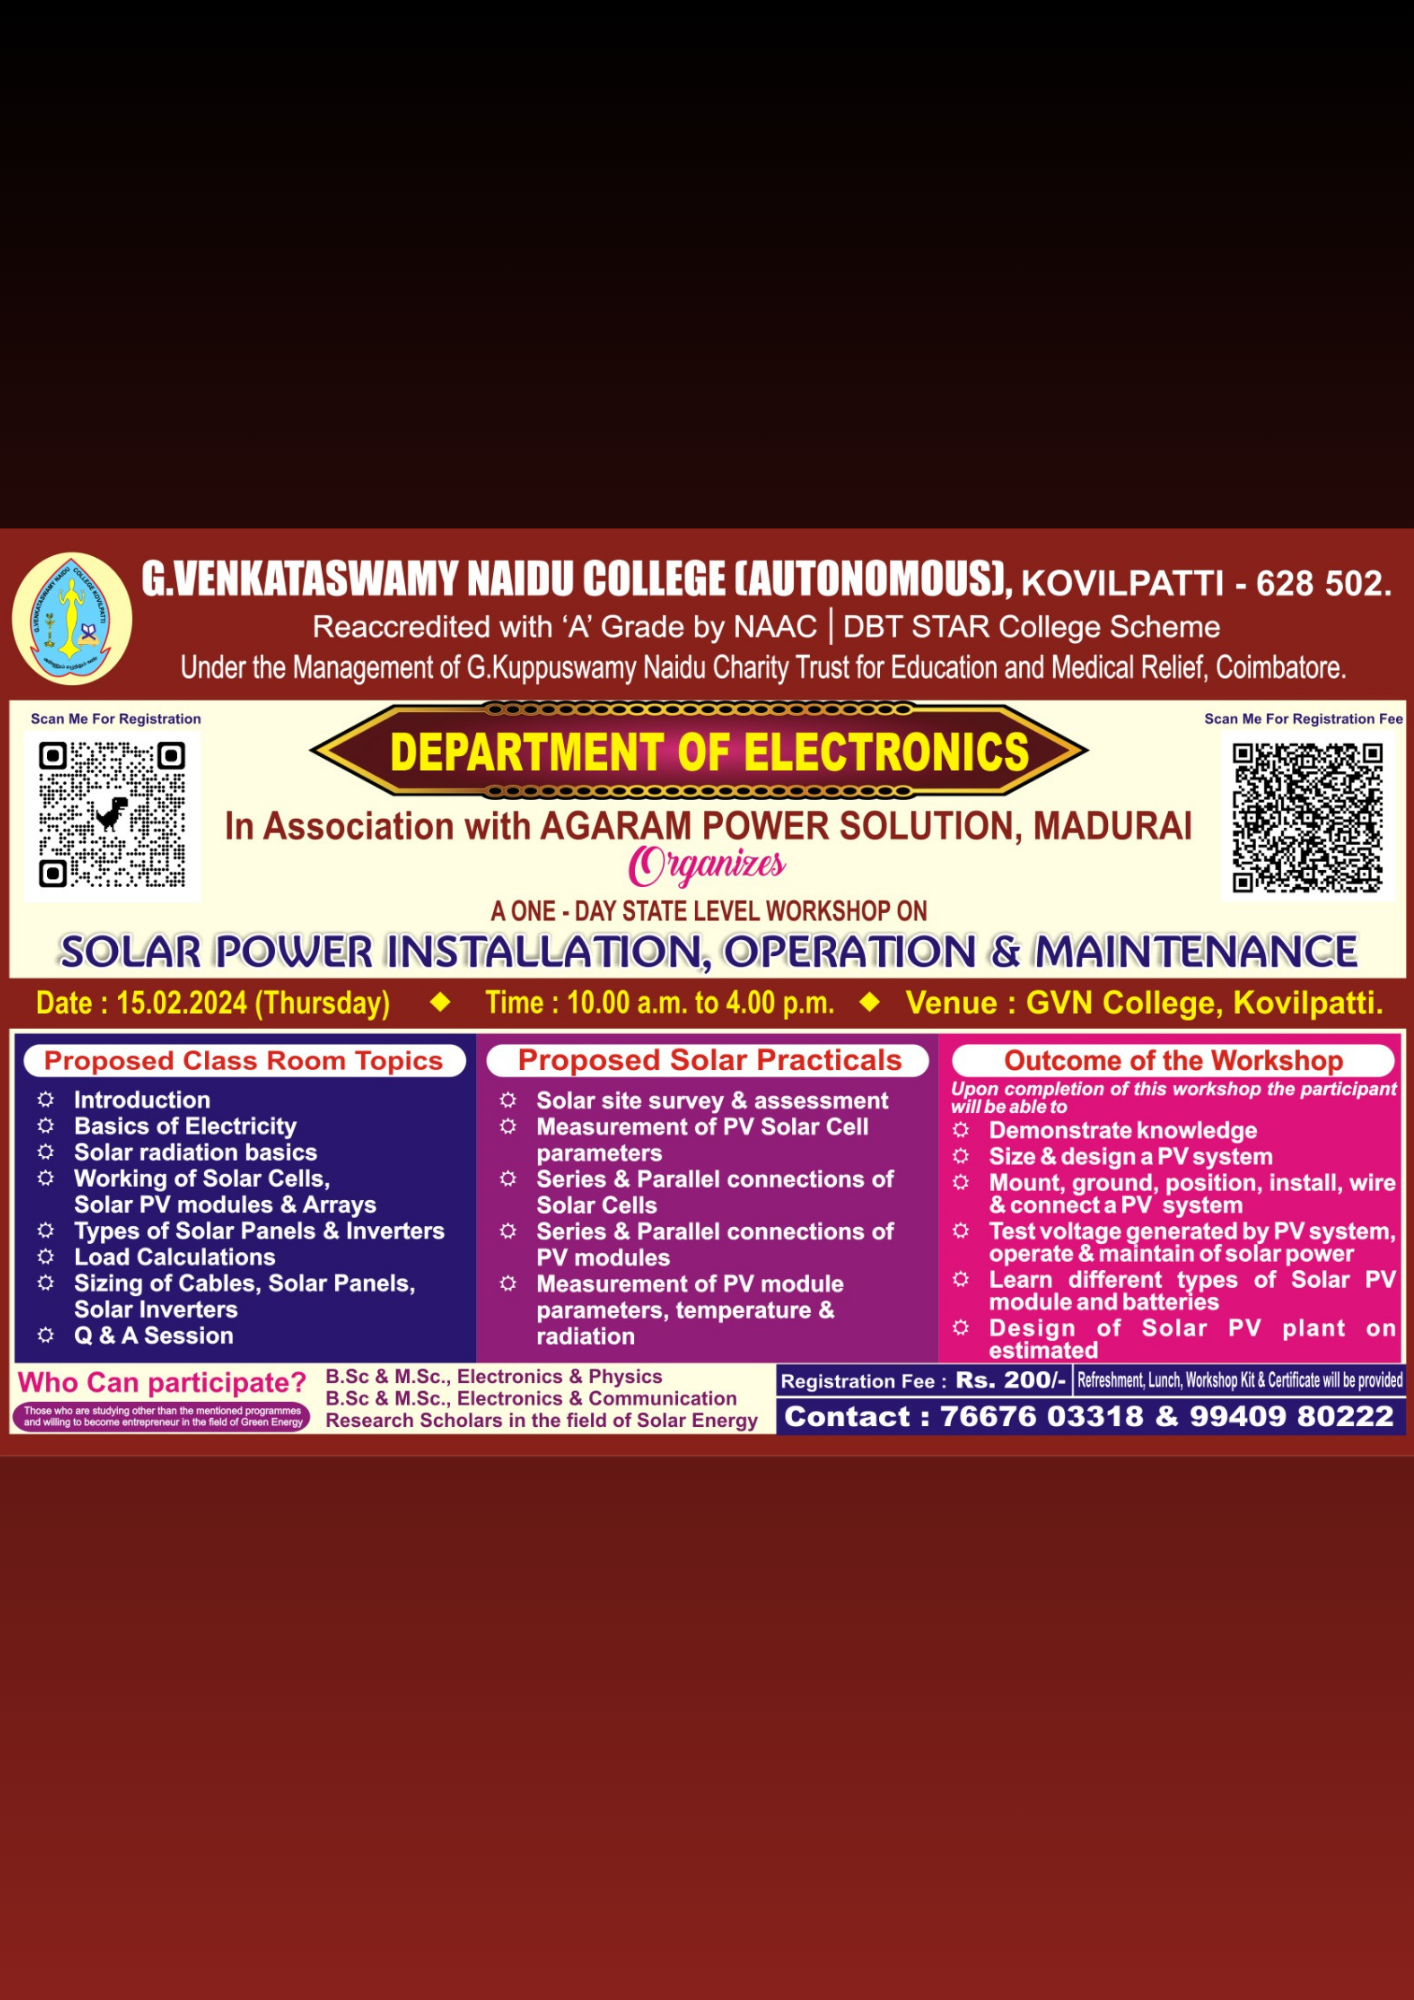 G.VENKATASWAMY NAIDU COLLEGE (AUTONOMOUS), KOVILPATTI - 628 502.
Reaccredited with ‘A’ Grade by NAAC | DBT STAR College Scheme
Under the Management of G.Kuppuswamy Naidu Charity Trust for Education and Medical Relief, Coimbatore.
G.VENKATASWAMY NAIDU COLLEGE KOVILPATTI
Scan Me For Registration
Scan Me For Registration Fee
DEPARTMENT OF ELECTRONICS
In Association with AGARAM POWER SOLUTION, MADURAI
Organizes
A ONE - DAY STATE LEVEL WORKSHOP ON
SOLAR POWER INSTALLATION, OPERATION & MAINTENANCE
Date : 15.02.2024 (Thursday) ◆ Time : 10.00 a.m. to 4.00 p.m. ◆ Venue : GVN College, Kovilpatti.
Proposed Class Room Topics
Introduction
Basics of Electricity
Solar radiation basics
Working of Solar Cells,
Solar PV modules & Arrays
Types of Solar Panels & Inverters
Load Calculations
Sizing of Cables, Solar Panels,
Solar Inverters
Q & A Session
Proposed Solar Practicals
Solar site survey & assessment
Measurement of PV Solar Cell
parameters
Series & Parallel connections of
Solar Cells
Series & Parallel connections of
PV modules
Measurement of PV module
parameters, temperature &
radiation
Outcome of the Workshop
Upon completion of this workshop the participant
will be able to
Demonstrate knowledge
Size & design a PV system
Mount, ground, position, install, wire
& connect a PV system
Test voltage generated by PV system,
operate & maintain of solar power
Learn different types of Solar PV
module and batteries
Design of Solar PV plant on
estimated
Who Can participate?
Those who are studying other than the mentioned programmes
and willing to become entrepreneur in the field of Green Energy
B.Sc & M.Sc., Electronics & Physics
B.Sc & M.Sc., Electronics & Communication
Research Scholars in the field of Solar Energy
Registration Fee : Rs. 200/- | Refreshment, Lunch, Workshop Kit & Certificate will be provided
Contact : 76676 03318 & 99409 80222